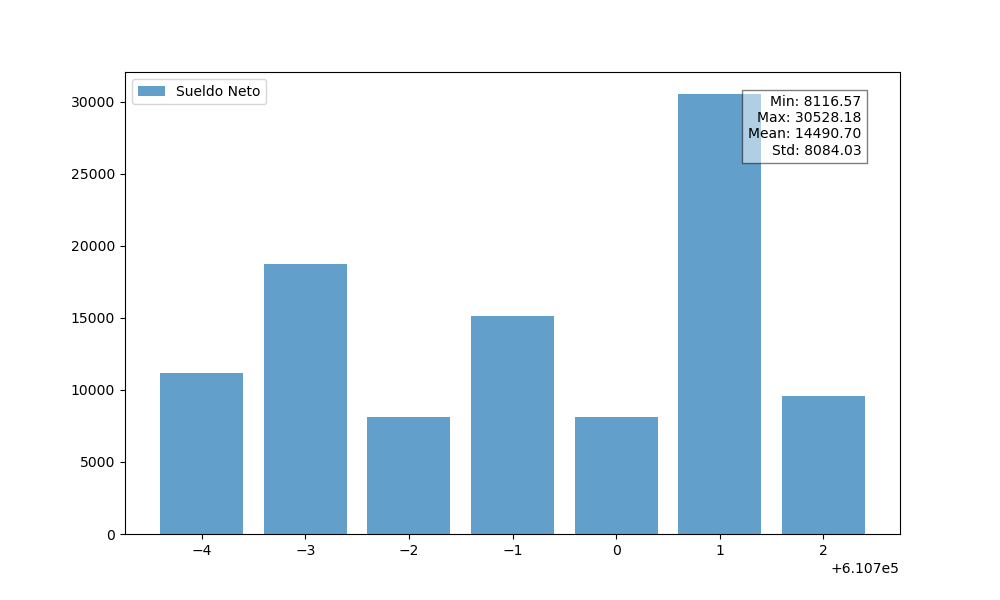 Sueldo Neto
Min: 8116.57
Max: 30528.18
Mean: 14490.70
Std: 8084.03
30000
25000
20000
15000
10000
5000
0
−4 −3 −2 −1 0 1 2
+6.107e5